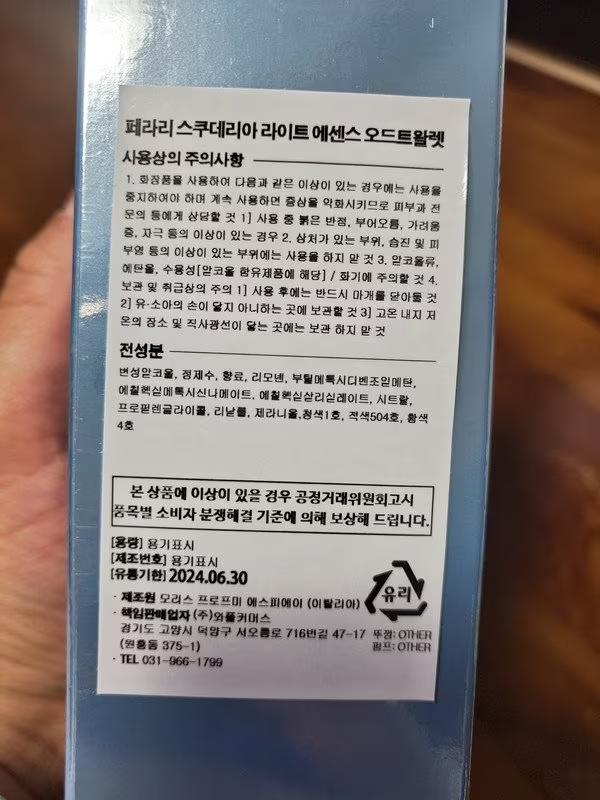 페라리 스쿠데리아 라이트 에센스 오드트왈렛
사용상의 주의사항
1. 화장품을 사용하여 다음과 같은 이상이 있는 경우에는 사용을
중지하여야 하며 계속 사용하면 증상을 악화시키므로 피부과 전
문의 등에게 상담할 것 1] 사용 중 붉은 반점, 부어오름, 가려움
증, 자극 등의 이상이 있는 경우 2. 상처가 있는 부위, 습진 및 피
부염 등의 이상이 있는 부위에는 사용을 하지 말 것 3. 알코올류,
에탄올, 수용성[알코올 함유제품에 해당] / 화기에 주의할 것 4.
보관 및 취급상의 주의 1] 사용 후에는 반드시 마개를 닫아둘 것
2] 유·소아의 손이 닿지 아니하는 곳에 보관할 것 3] 고온 내지 저
온의 장소 및 직사광선이 닿는 곳에는 보관 하지 말 것
전성분
변성알코올, 정제수, 향료, 리모넨, 부틸메톡시디벤조일메탄,
에칠헥실메톡시신나메이트, 에칠헥실살리실레이트, 시트랄,
프로필렌글라이콜, 리날룰, 제라니올,청색1호, 적색504호, 황색
4호
본 상품에 이상이 있을 경우 공정거래위원회고시
품목별 소비자 분쟁해결 기준에 의해 보상해 드립니다.
[용량] 용기표시
[제조번호] 용기표시
[유통기한] 2024.06.30
· 제조원 모리스 프로프미 에스피에이 (이탈리아)
· 책임판매업자 (주)와풀커머스
경기도 고양시 덕양구 서오릉로 716번길 47-17
(원흥동 375-1)
· TEL 031-966-1799
유리
뚜껑: OTHER
펌프: OTHER